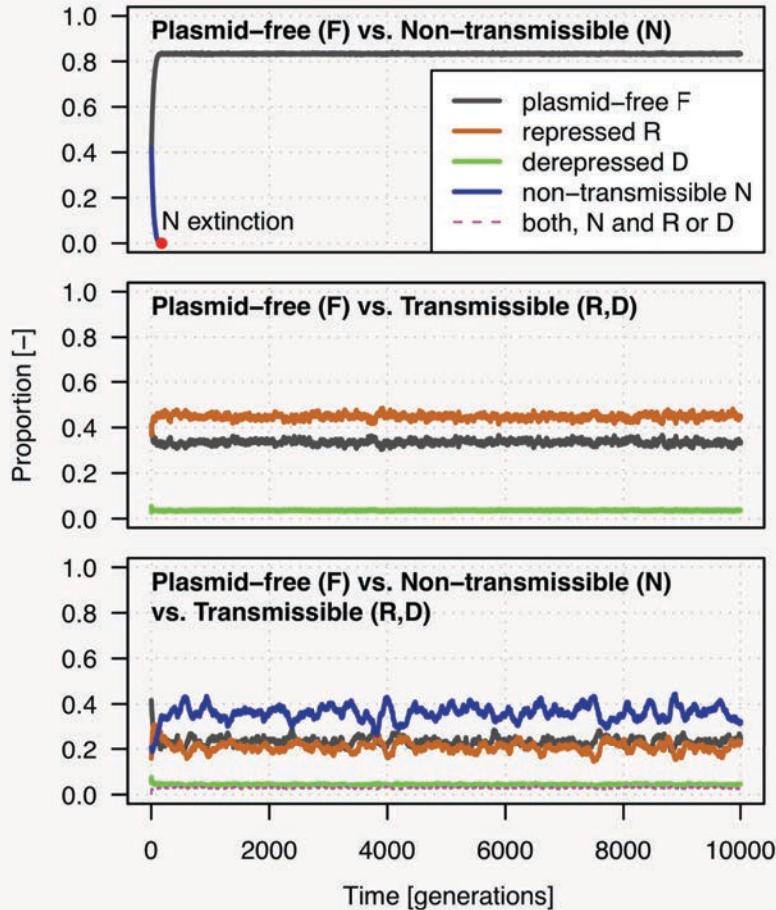 Plasmid–free (F) vs. Non–transmissible (N)
plasmid–free F
repressed R
derepressed D
non–transmissible N
both, N and R or D
N extinction
1.0
0.8
0.6
0.4
0.2
0.0
Proportion [–]
Plasmid–free (F) vs. Transmissible (R,D)
1.0
0.8
0.6
0.4
0.2
0.0
Plasmid–free (F) vs. Non–transmissible (N)
vs. Transmissible (R,D)
1.0
0.8
0.6
0.4
0.2
0.0
0 2000 4000 6000 8000 10000
Time [generations]